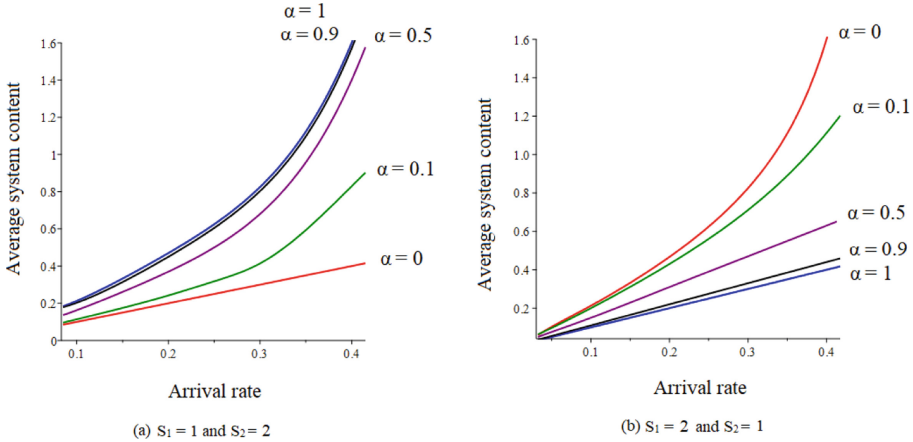 α = 1
α = 0.9
α = 0.5
α = 0.1
α = 0
Average system content
1.6
1.4
1.2
1
0.8
0.6
0.4
0.2
0
0.1
0.2
0.3
0.4
Arrival rate
(a) S₁ = 1 and S₂ = 2
α = 0
α = 0.1
α = 0.5
α = 0.9
α = 1
Average system content
1.6
1.4
1.2
1.0
0.8
0.6
0.4
0.2
0.1
0.2
0.3
0.4
Arrival rate
(b) S₁ = 2 and S₂ = 1